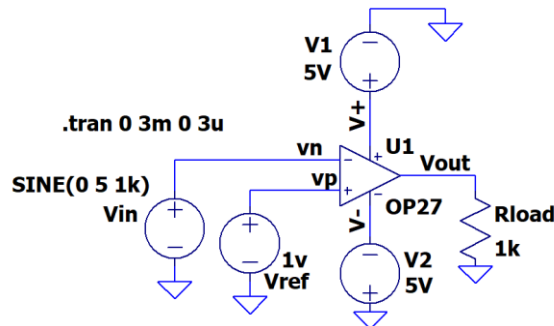 V1
5V
V+
.tran 0 3m 0 3u
vn
U1
Vout
SINE(0 5 1k)
vp
Vin
OP27
Rload
V-
1k
1v
Vref
V2
5V